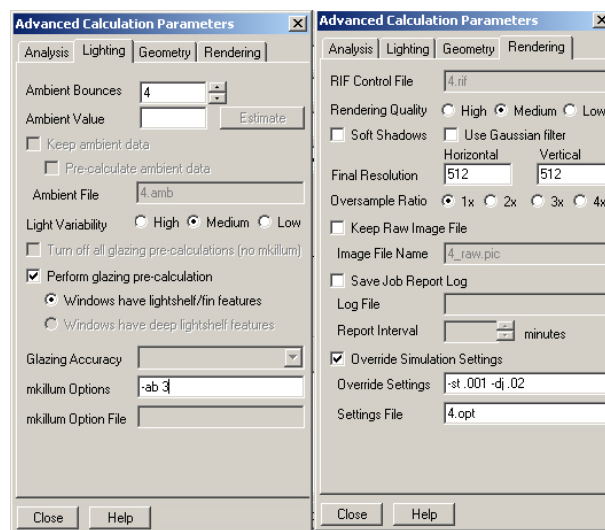 Advanced Calculation Parameters
Analysis Lighting Geometry Rendering
Ambient Bounces 4
Ambient Value Estimate
Keep ambient data
Pre-calculate ambient data
Ambient File 4.amb
Light Variability High Medium Low
Turn off all glazing pre-calculations (no mkillum)
Perform glazing pre-calculation
Windows have lightshelf/fin features
Windows have deep lightshelf features
Glazing Accuracy
mkillum Options -ab 3
mkillum Option File
Close Help
Advanced Calculation Parameters
Analysis Lighting Geometry Rendering
RIF Control File 4.rif
Rendering Quality High Medium Low
Soft Shadows Use Gaussian filter
Horizontal Vertical
Final Resolution 512 512
Oversample Ratio 1x 2x 3x 4x
Keep Raw Image File
Image File Name 4_raw.pic
Save Job Report Log
Log File
Report Interval minutes
Override Simulation Settings
Override Settings -st .001 -dj .02
Settings File 4.opt
Close Help